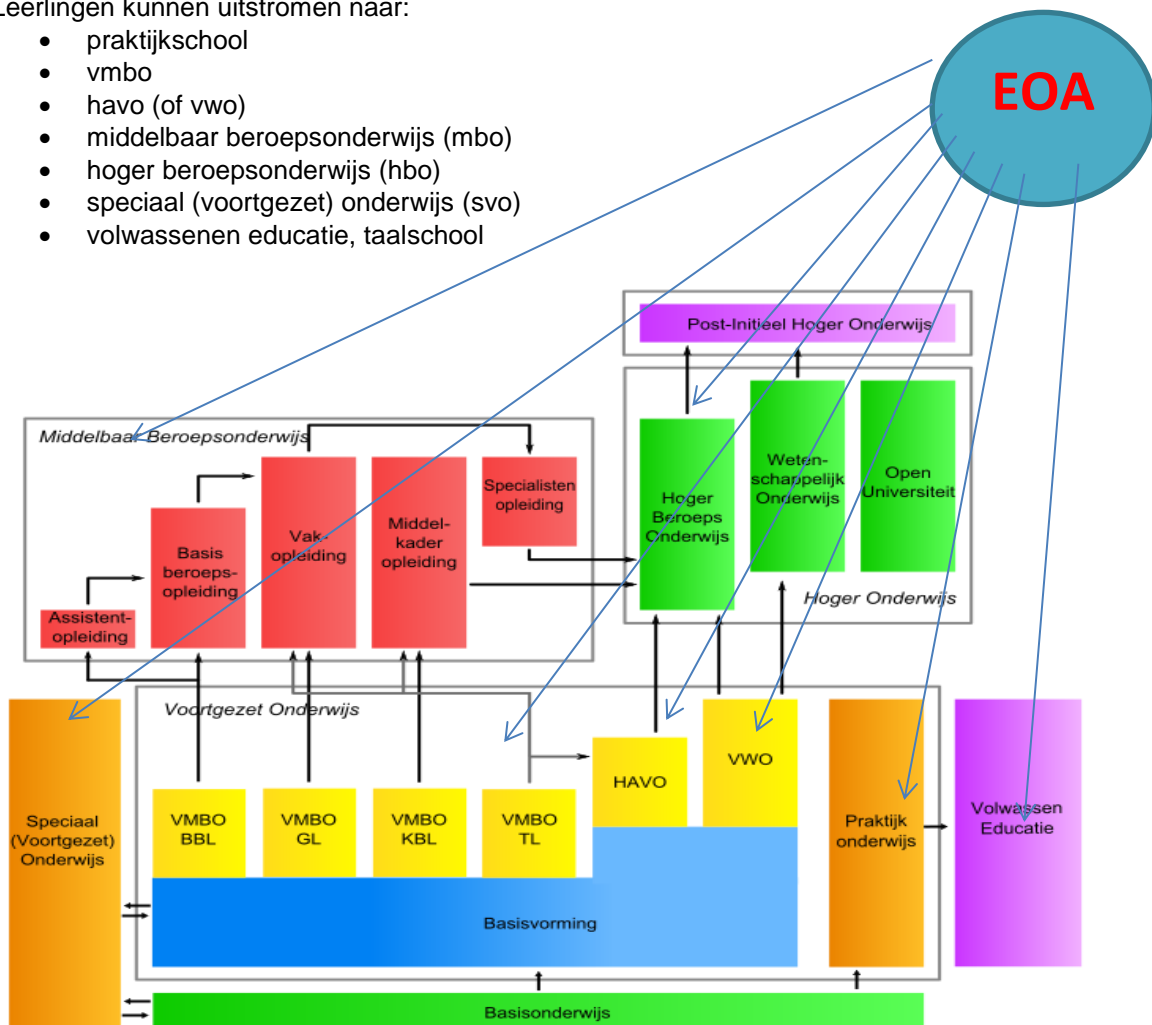 Leerlingen kunnen uitstromen naar:
• praktijkschool
• vmbo
• havo (of vwo)
• middelbaar beroepsonderwijs (mbo)
• hoger beroepsonderwijs (hbo)
• speciaal (voortgezet) onderwijs (svo)
• volwassenen educatie, taalschool
EOA
Post-Initieel Hoger Onderwijs
Middelbaar Beroepsonderwijs
Assistent-
opleiding
Basis
beroeps-
opleiding
Vak-
opleiding
Middel-
kader
opleiding
Specialisten
opleiding
Hoger
Beroeps
Onderwijs
Weten-
schappelijk
Onderwijs
Open
Universiteit
Hoger Onderwijs
Voortgezet Onderwijs
Speciaal
(Voortgezet)
Onderwijs
VMBO
BBL
VMBO
GL
VMBO
KBL
VMBO
TL
HAVO
VWO
Praktijk
onderwijs
Volwassen
Educatie
Basisvorming
Basisonderwijs